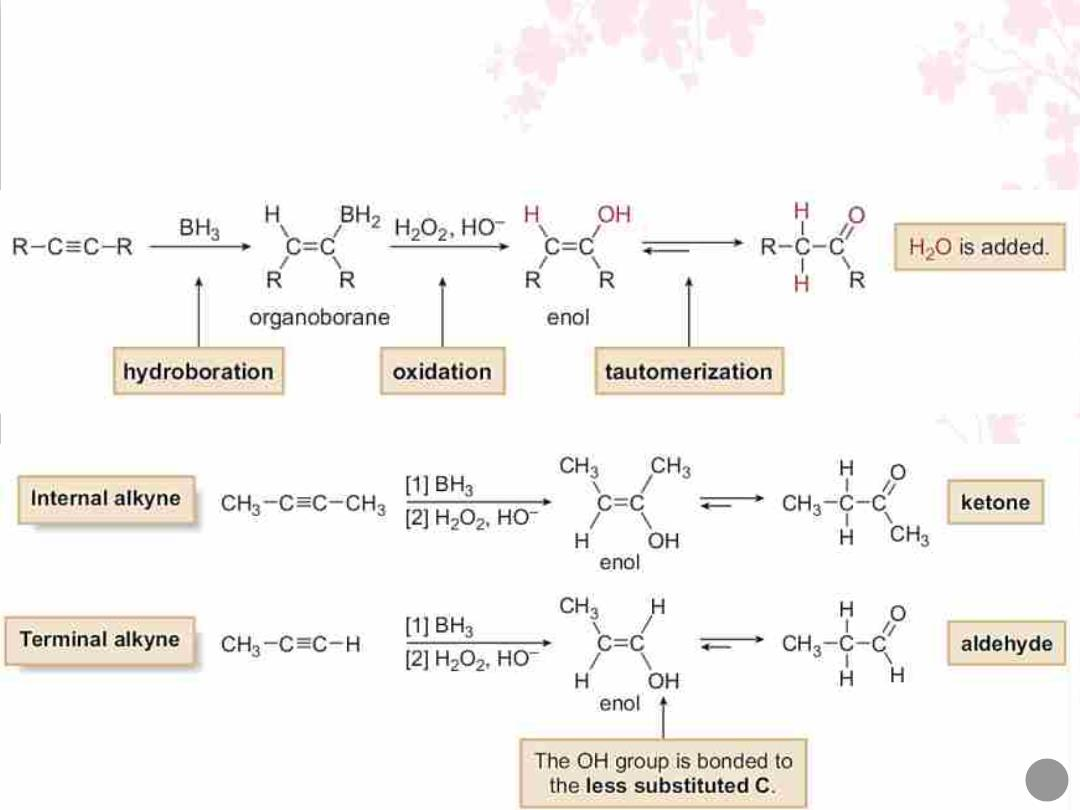 H BH₂ H OH H O
R–C≡C–R BH₃ C=C H₂O₂, HO⁻ C=C R–C–C H₂O is added.
R R R R H R
organoborane enol
hydroboration oxidation tautomerization
CH₃ CH₃ H O
Internal alkyne CH₃–C≡C–CH₃ [1] BH₃ C=C CH₃–C–C ketone
[2] H₂O₂, HO⁻
H OH H CH₃
enol
CH₃ H H O
Terminal alkyne CH₃–C≡C–H [1] BH₃ C=C CH₃–C–C aldehyde
[2] H₂O₂, HO⁻
H OH H H
enol
The OH group is bonded to
the less substituted C.